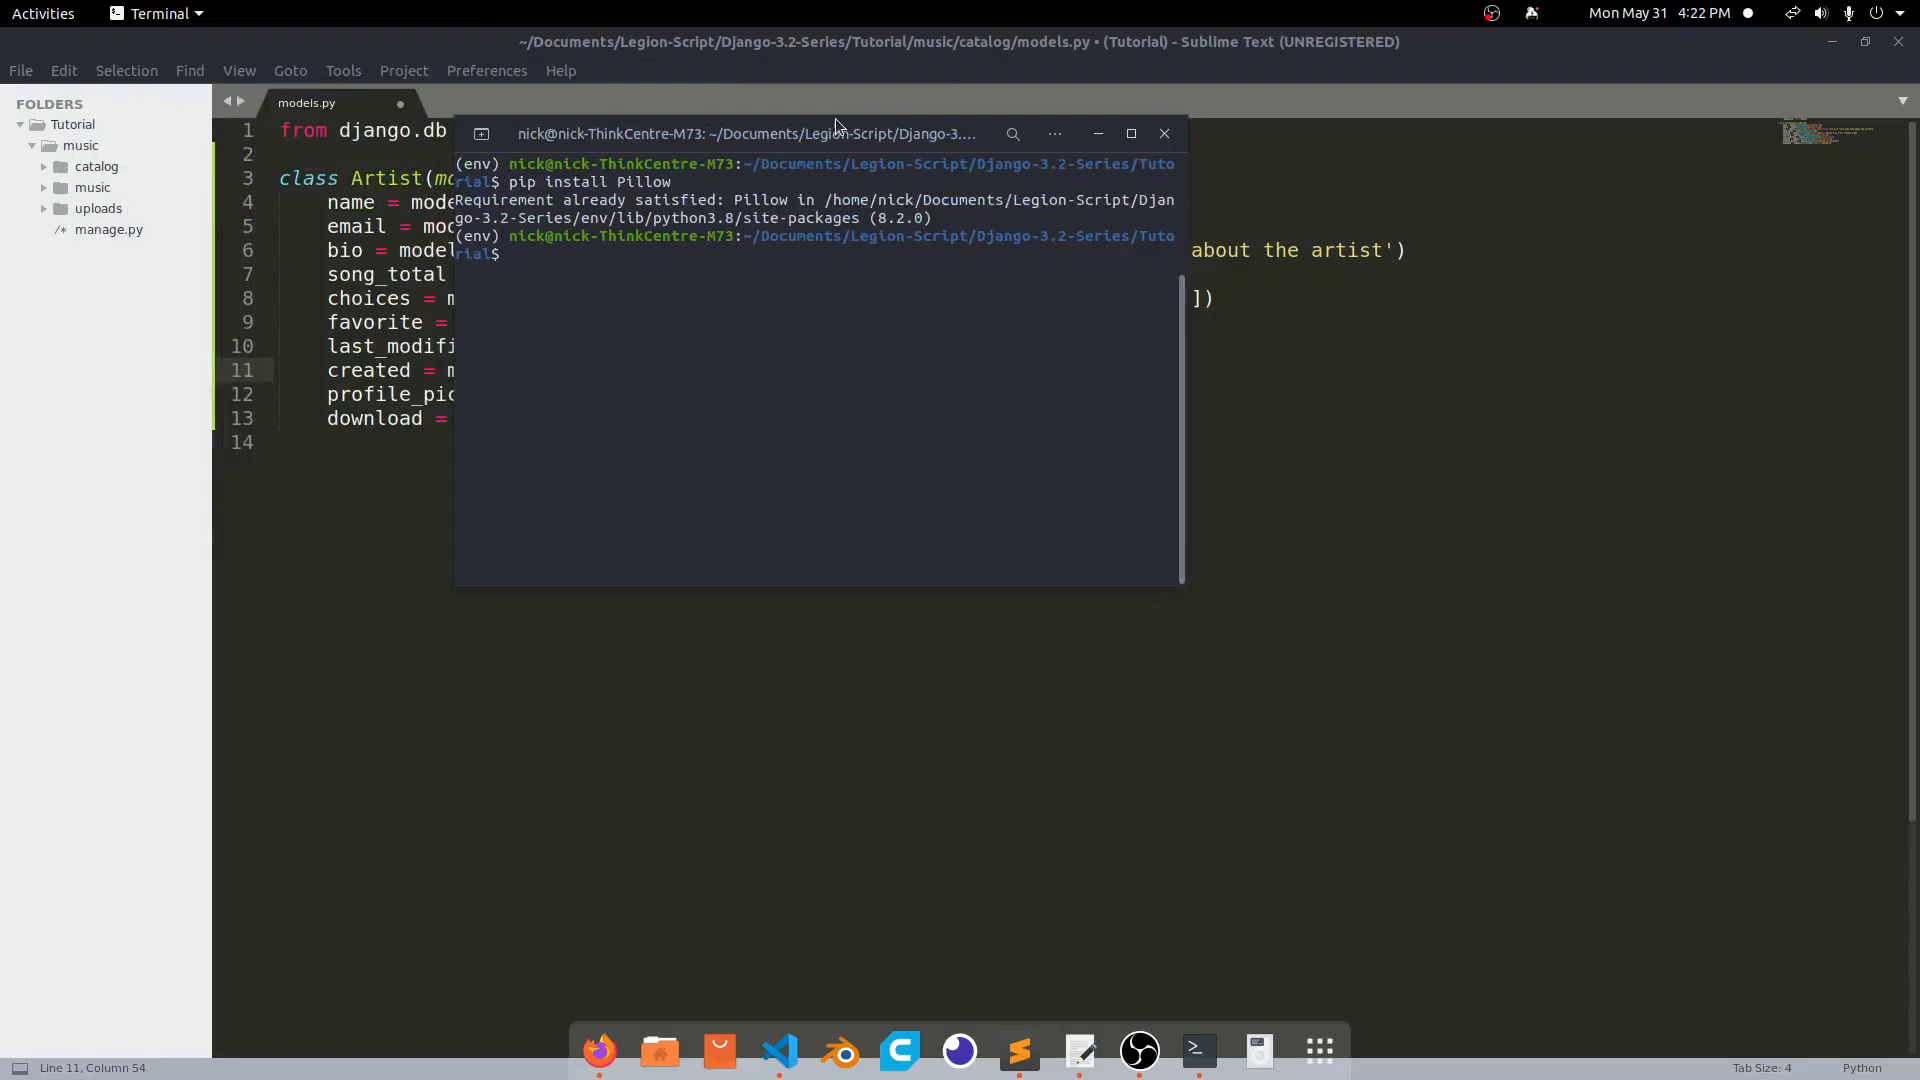 Activities
Terminal
Mon May 31 4:22 PM
~/Documents/Legion-Script/Django-3.2-Series/Tutorial/music/catalog/models.py • (Tutorial) - Sublime Text (UNREGISTERED)
File Edit Selection Find View Goto Tools Project Preferences Help
FOLDERS
Tutorial
music
catalog
music
uploads
/* manage.py
models.py
1 from django.db
2
3 class Artist(mo
4 name = mode
5 email = mod
6 bio = model about the artist')
7 song_total
8 choices = m ])
9 favorite =
10 last_modifi
11 created = m
12 profile_pic
13 download =
14
nick@nick-ThinkCentre-M73: ~/Documents/Legion-Script/Django-3....
(env) nick@nick-ThinkCentre-M73:~/Documents/Legion-Script/Django-3.2-Series/Tuto
rial$ pip install Pillow
Requirement already satisfied: Pillow in /home/nick/Documents/Legion-Script/Djan
go-3.2-Series/env/lib/python3.8/site-packages (8.2.0)
(env) nick@nick-ThinkCentre-M73:~/Documents/Legion-Script/Django-3.2-Series/Tuto
rial$
Line 11, Column 54
Tab Size: 4
Python